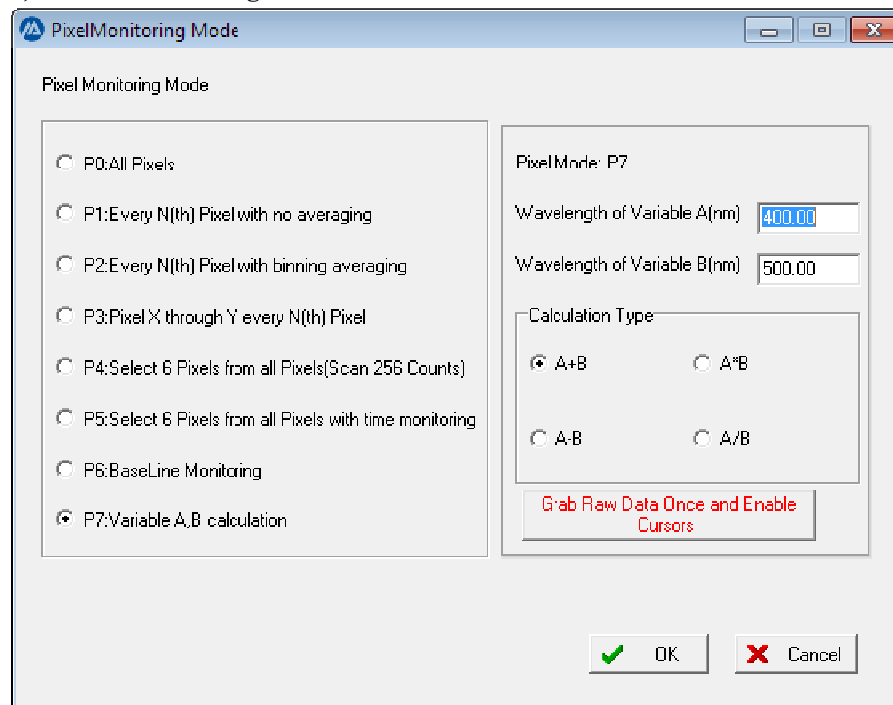 PixelMonitoring Mode
Pixel Monitoring Mode
P0:All Pixels
P1:Every N(th) Pixel with no averaging
P2:Every N(th) Pixel with binning averaging
P3:Pixel X through Y every N(th) Pixel
P4:Select 6 Pixels from all Pixels(Scan 256 Counts)
P5:Select 6 Pixels from all Pixels with time monitoring
P6:BaseLine Monitoring
P7:Variable A,B calculation
Pixel Mode: P7
Wavelength of Variable A(nm) 400.00
Wavelength of Variable B(nm) 500.00
Calculation Type
A+B A*B
A-B A/B
Grab Raw Data Once and Enable
Cursors
OK Cancel